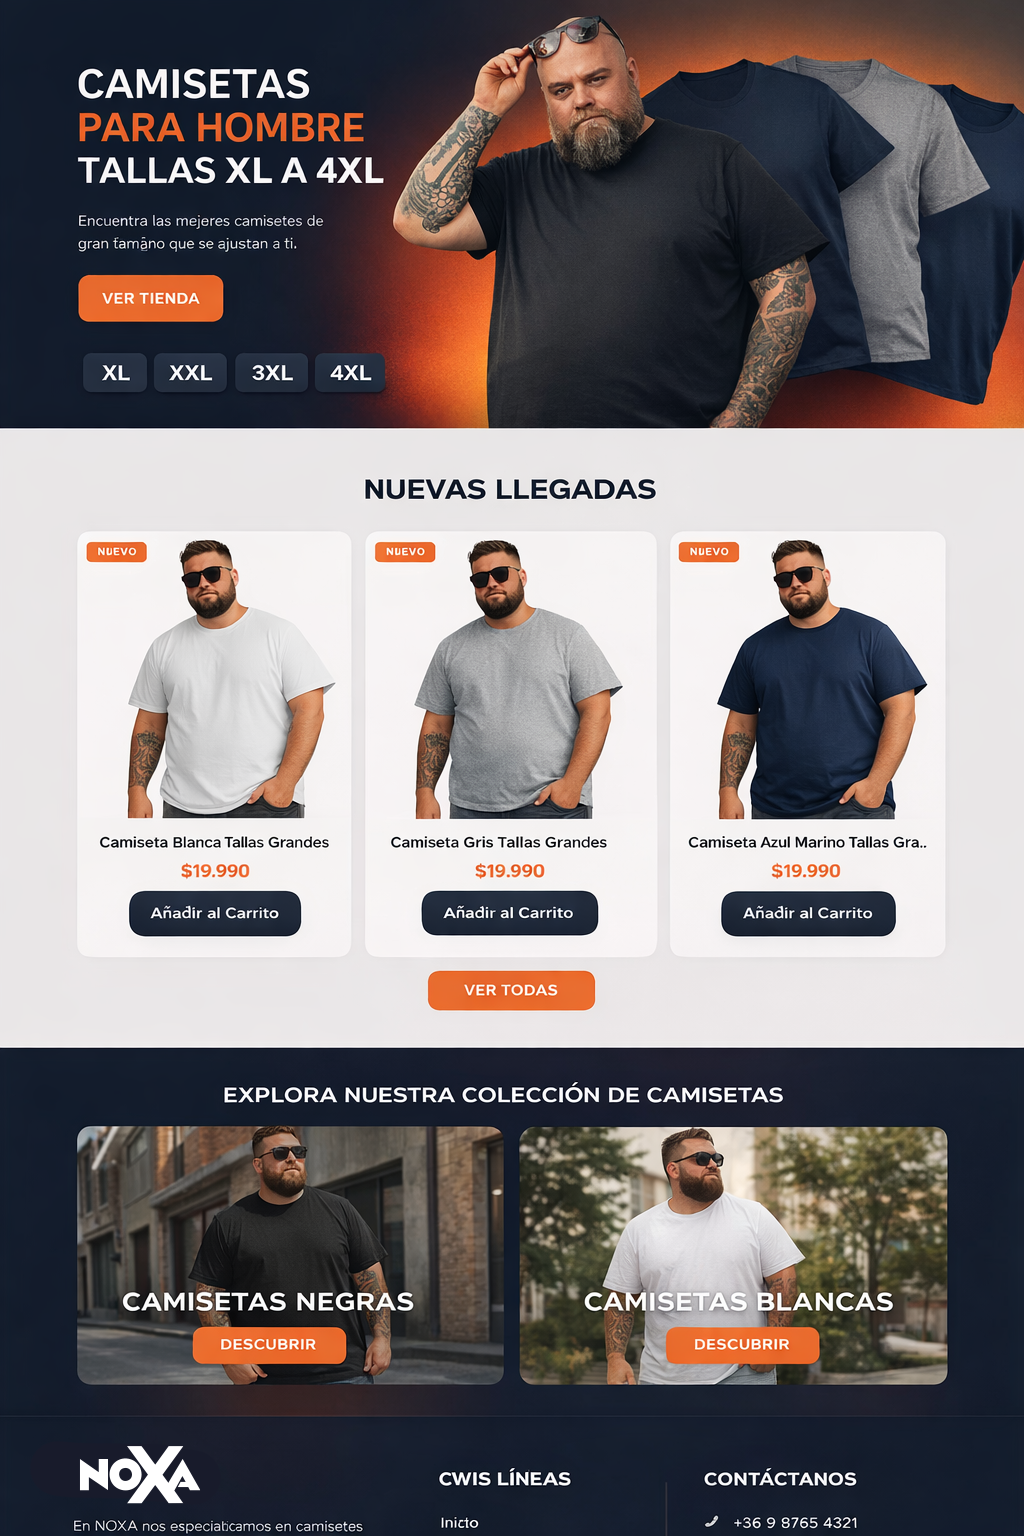 CAMISETAS
PARA HOMBRE
TALLAS XL A 4XL
Encuentra las mejeres camisetas de
gran tamāno que se ajustan a ti.
VER TIENDA
XL XXL 3XL 4XL
NUEVAS LLEGADAS
NUEVO NUEVO NUEVO
Camiseta Blanca Tallas Grandes
$19.990
Añadir al Carrito
Camiseta Gris Tallas Grandes
$19.990
Añadir al Carrito
Camiseta Azul Marino Tallas Gra..
$19.990
Añadir al Carrito
VER TODAS
EXPLORA NUESTRA COLECCIÓN DE CAMISETAS
CAMISETAS NEGRAS
DESCUBRIR
CAMISETAS BLANCAS
DESCUBRIR
NOXA
En NOXA nos especiabcamos en camisetas
CWIS LÍNEAS
Inicto
CONTÁCTANOS
+36 9 8765 4321